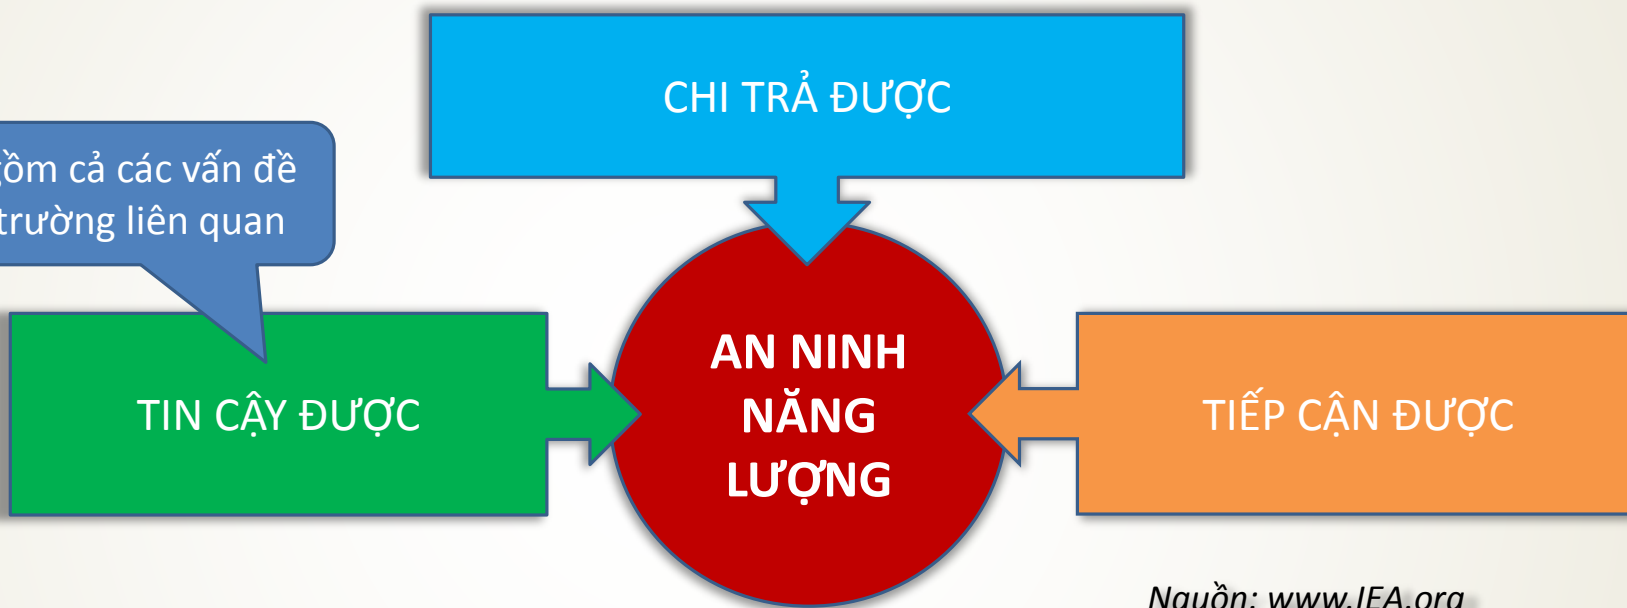 CHI TRẢ ĐƯỢC
cả các vấn đề
trường liên quan
TIN CẬY ĐƯỢC
AN NINH
NĂNG
LƯỢNG
TIẾP CẬN ĐƯỢC
Nguồn: www.IEA.org